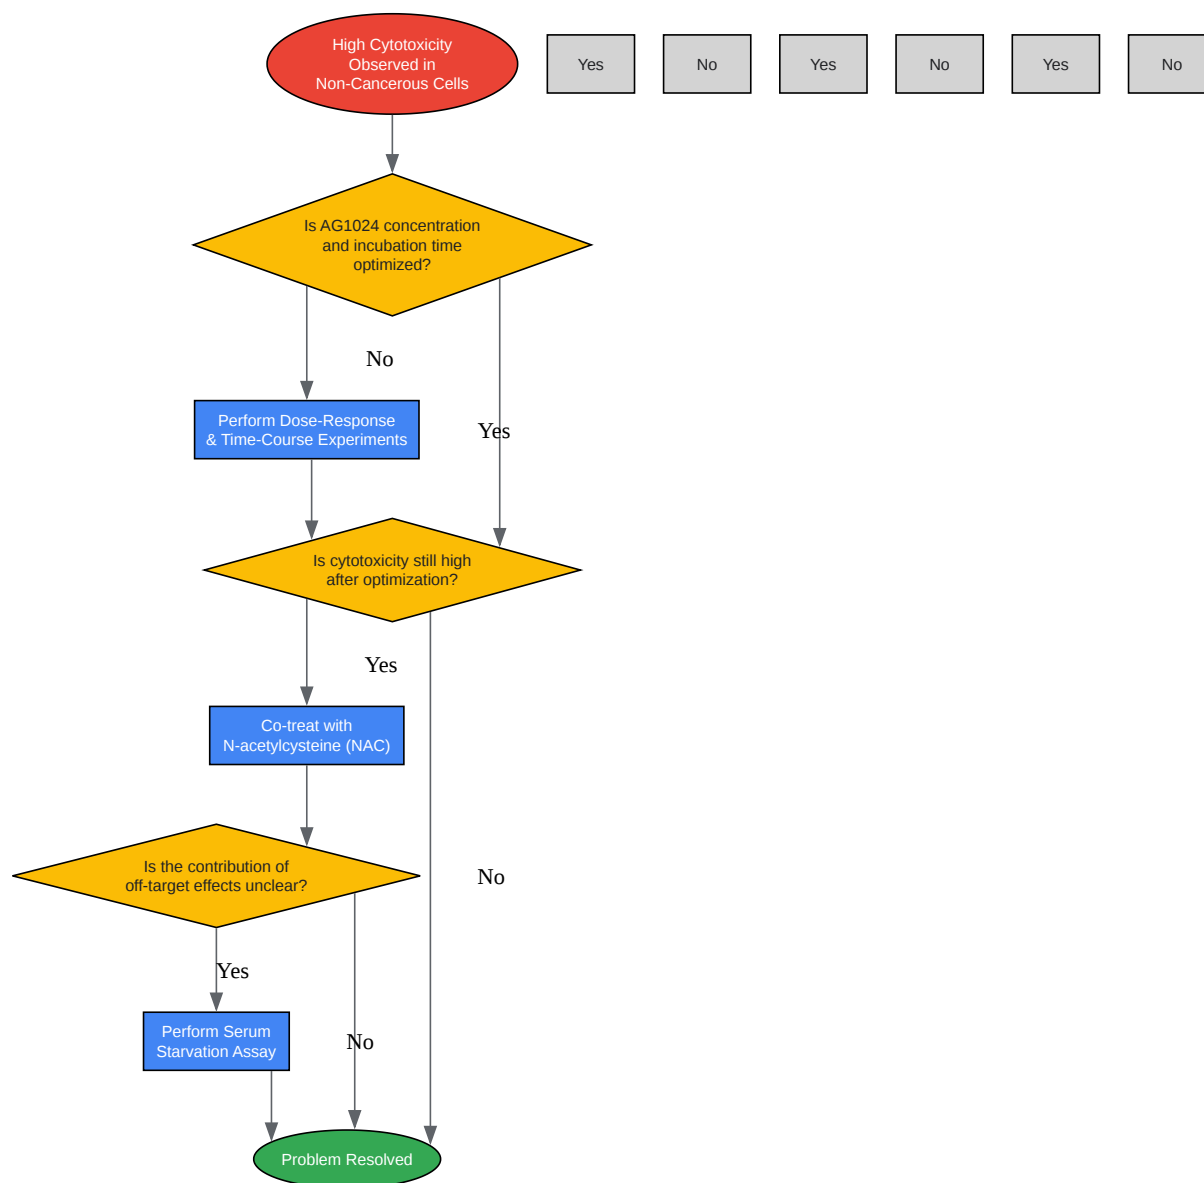 High Cytotoxicity
Observed in
Non-Cancerous Cells
Yes
No
Yes
No
Yes
No
Is AG1024 concentration
and incubation time
optimized?
No
Perform Dose-Response
& Time-Course Experiments
Yes
Is cytotoxicity still high
after optimization?
Yes
Co-treat with
N-acetylcysteine (NAC)
Is the contribution of
off-target effects unclear?
No
Yes
Perform Serum
Starvation Assay
No
Problem Resolved